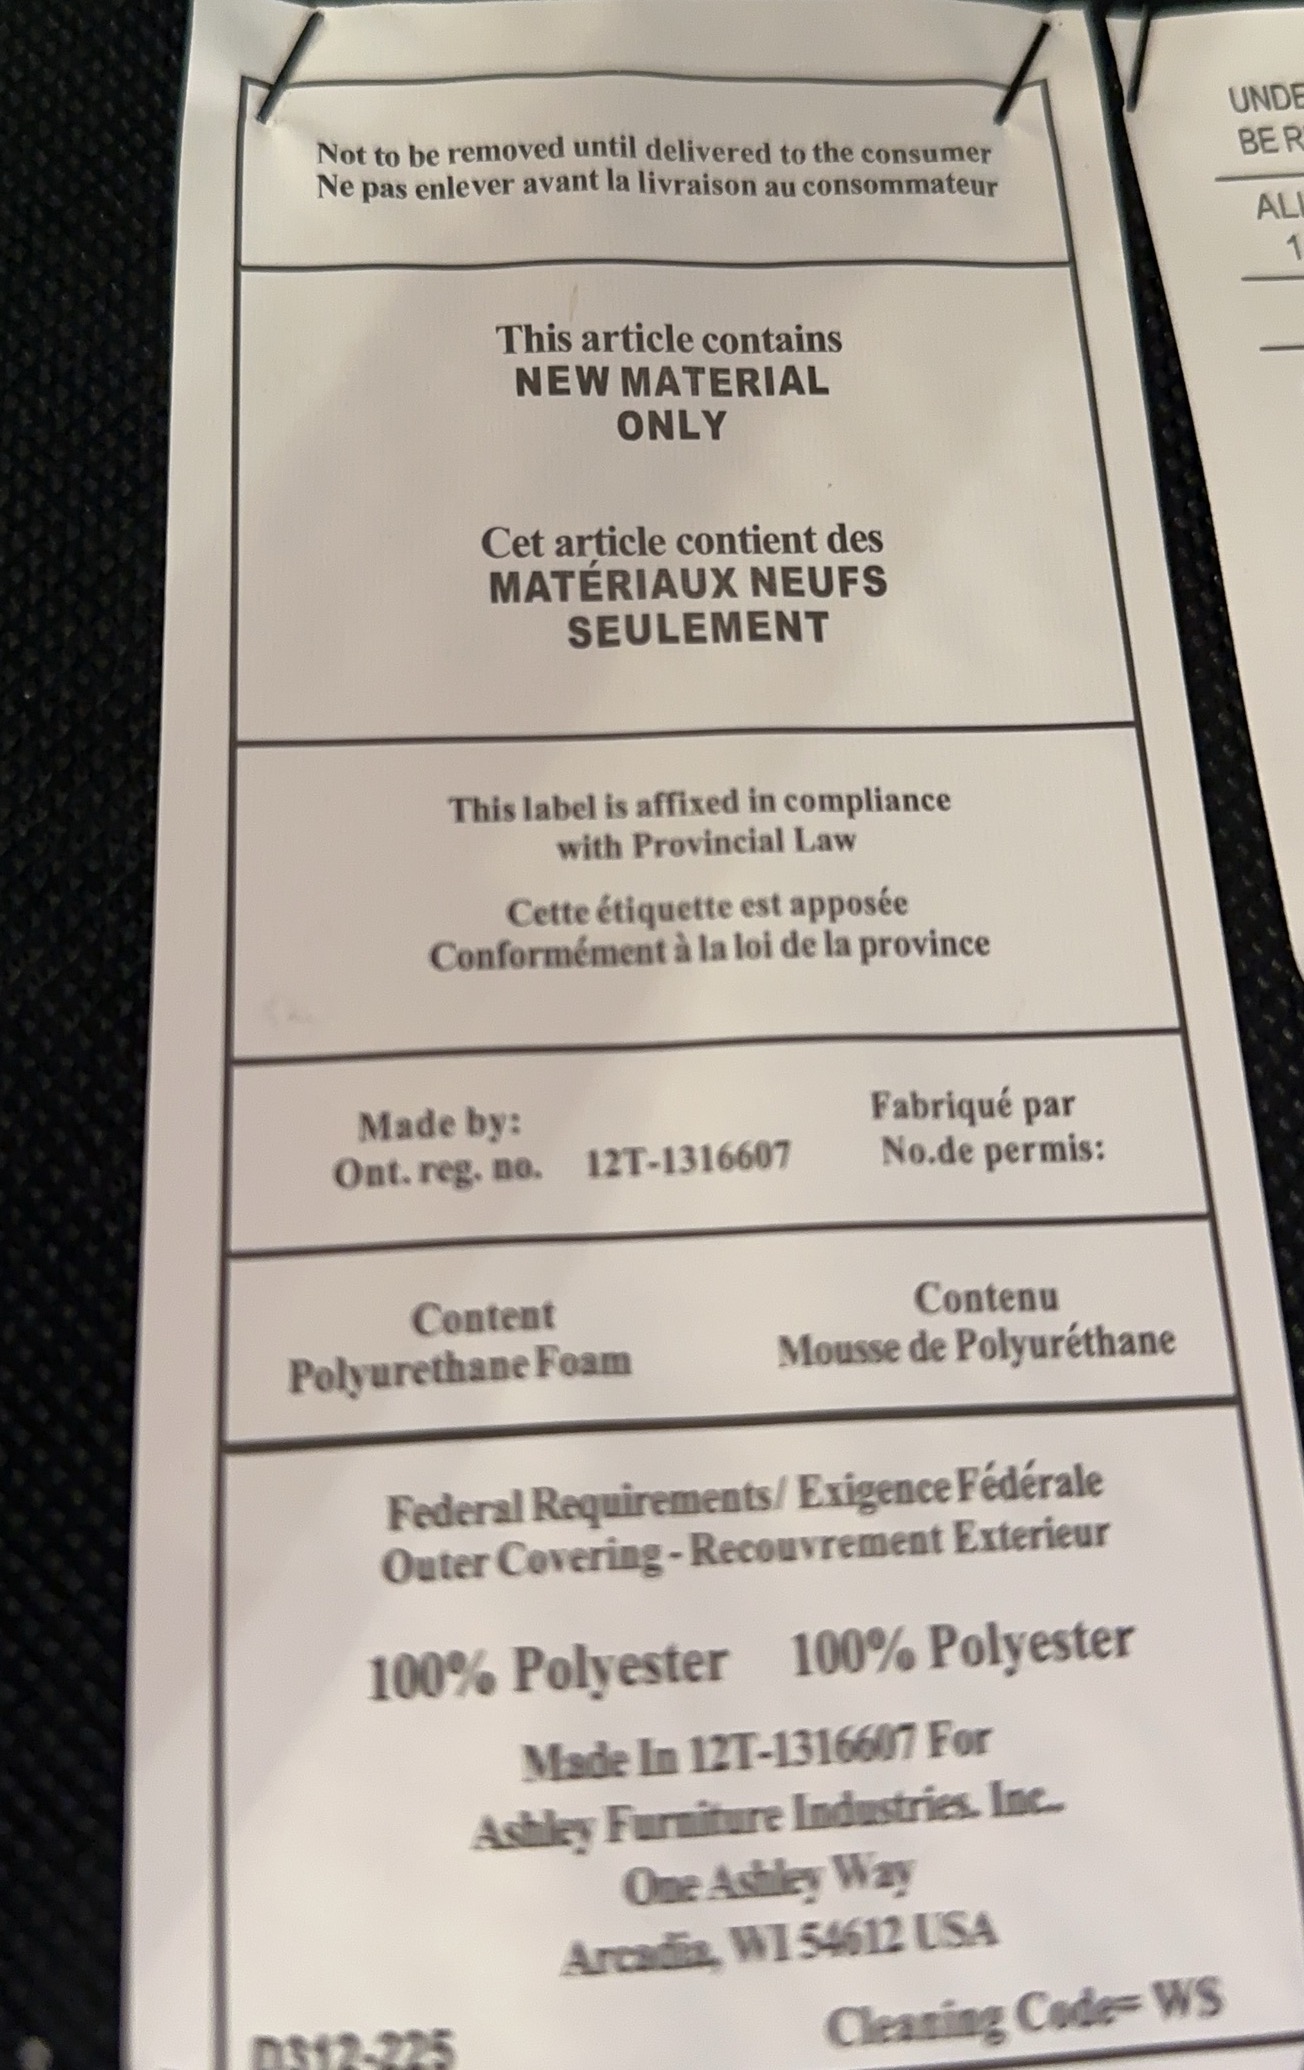 Not to be removed until delivered to the consumer
Ne pas enlever avant la livraison au consommateur
This article contains
NEW MATERIAL
ONLY
Cet article contient des
MATÉRIAUX NEUFS
SEULEMENT
This label is affixed in compliance
with Provincial Law
Cette étiquette est apposée
Conformément à la loi de la province
Made by:
Ont. reg. no. 12T-1316607
Fabriqué par
No.de permis:
Content
Polyurethane Foam
Contenu
Mousse de Polyuréthane
Federal Requirements/ Exigence Fédérale
Outer Covering - Recouvrement Exterieur
100% Polyester 100% Polyester
Made In 12T-1316607 For
Ashley Furniture Industries, Inc.
One Ashley Way
Arcadia, WI 54612 USA
Cleaning Code= WS
D312-225
UNDE
BE R
AL
1